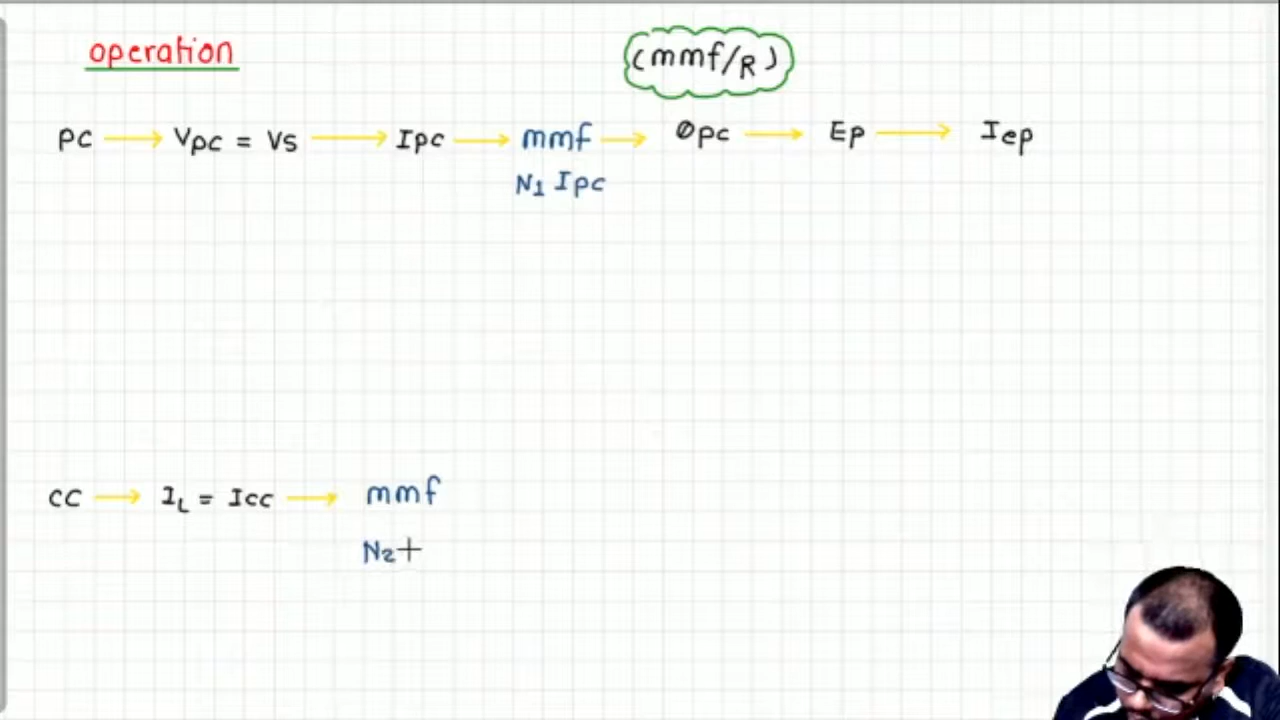 operation
(mmf/R)
PC → VPC = VS → IPC → mmf → ØPC → EP → Iep
N1 IPC
CC → IL = ICC → mmf
N2